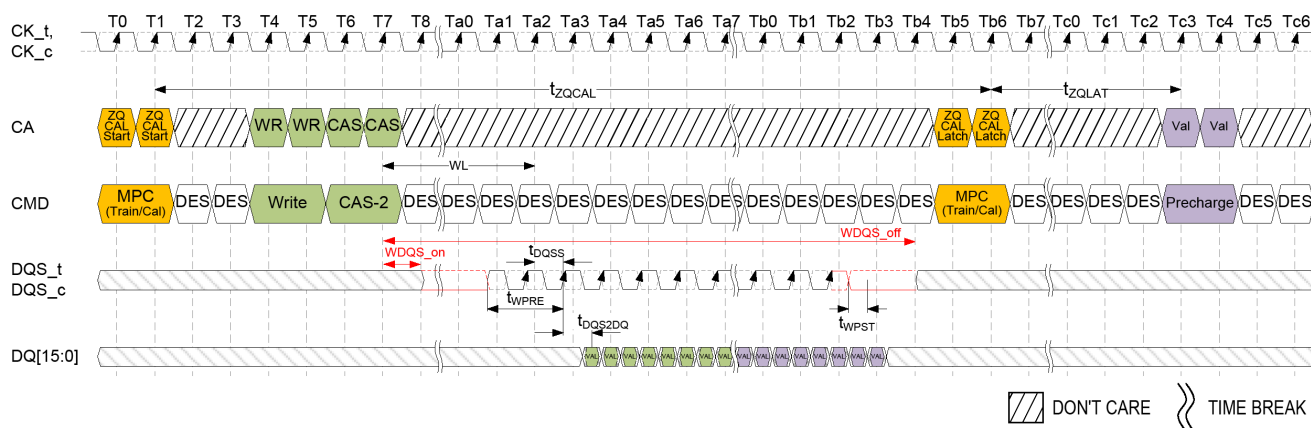 T0 T1 T2 T3 T4 T5 T6 T7 T8 Ta0 Ta1 Ta2 Ta3 Ta4 Ta5 Ta6 Ta7 Tb0 Tb1 Tb2 Tb3 Tb4 Tb5 Tb6 Tb7 Tc0 Tc1 Tc2 Tc3 Tc4 Tc5 Tc6
CK_t,
CK_c
tZQCAL tZQLAT
CA
ZQ CAL Start
ZQ CAL Start
WR WR CAS CAS
ZQ CAL Latch
ZQ CAL Latch
Val Val
WL
CMD
MPC (Train/Cal)
DES DES
Write
CAS-2
DES DES DES DES DES DES DES DES DES DES DES DES DES DES
MPC (Train/Cal)
DES DES DES DES
Precharge
DES DES
WDQS_off
WDQS_on
tDQSS
DQS_t
DQS_c
tWPRE
tWPST
tDQS2DQ
DQ[15:0]
VAL VAL VAL VAL VAL VAL VAL VAL VAL VAL VAL VAL VAL VAL VAL VAL
DON'T CARE
TIME BREAK